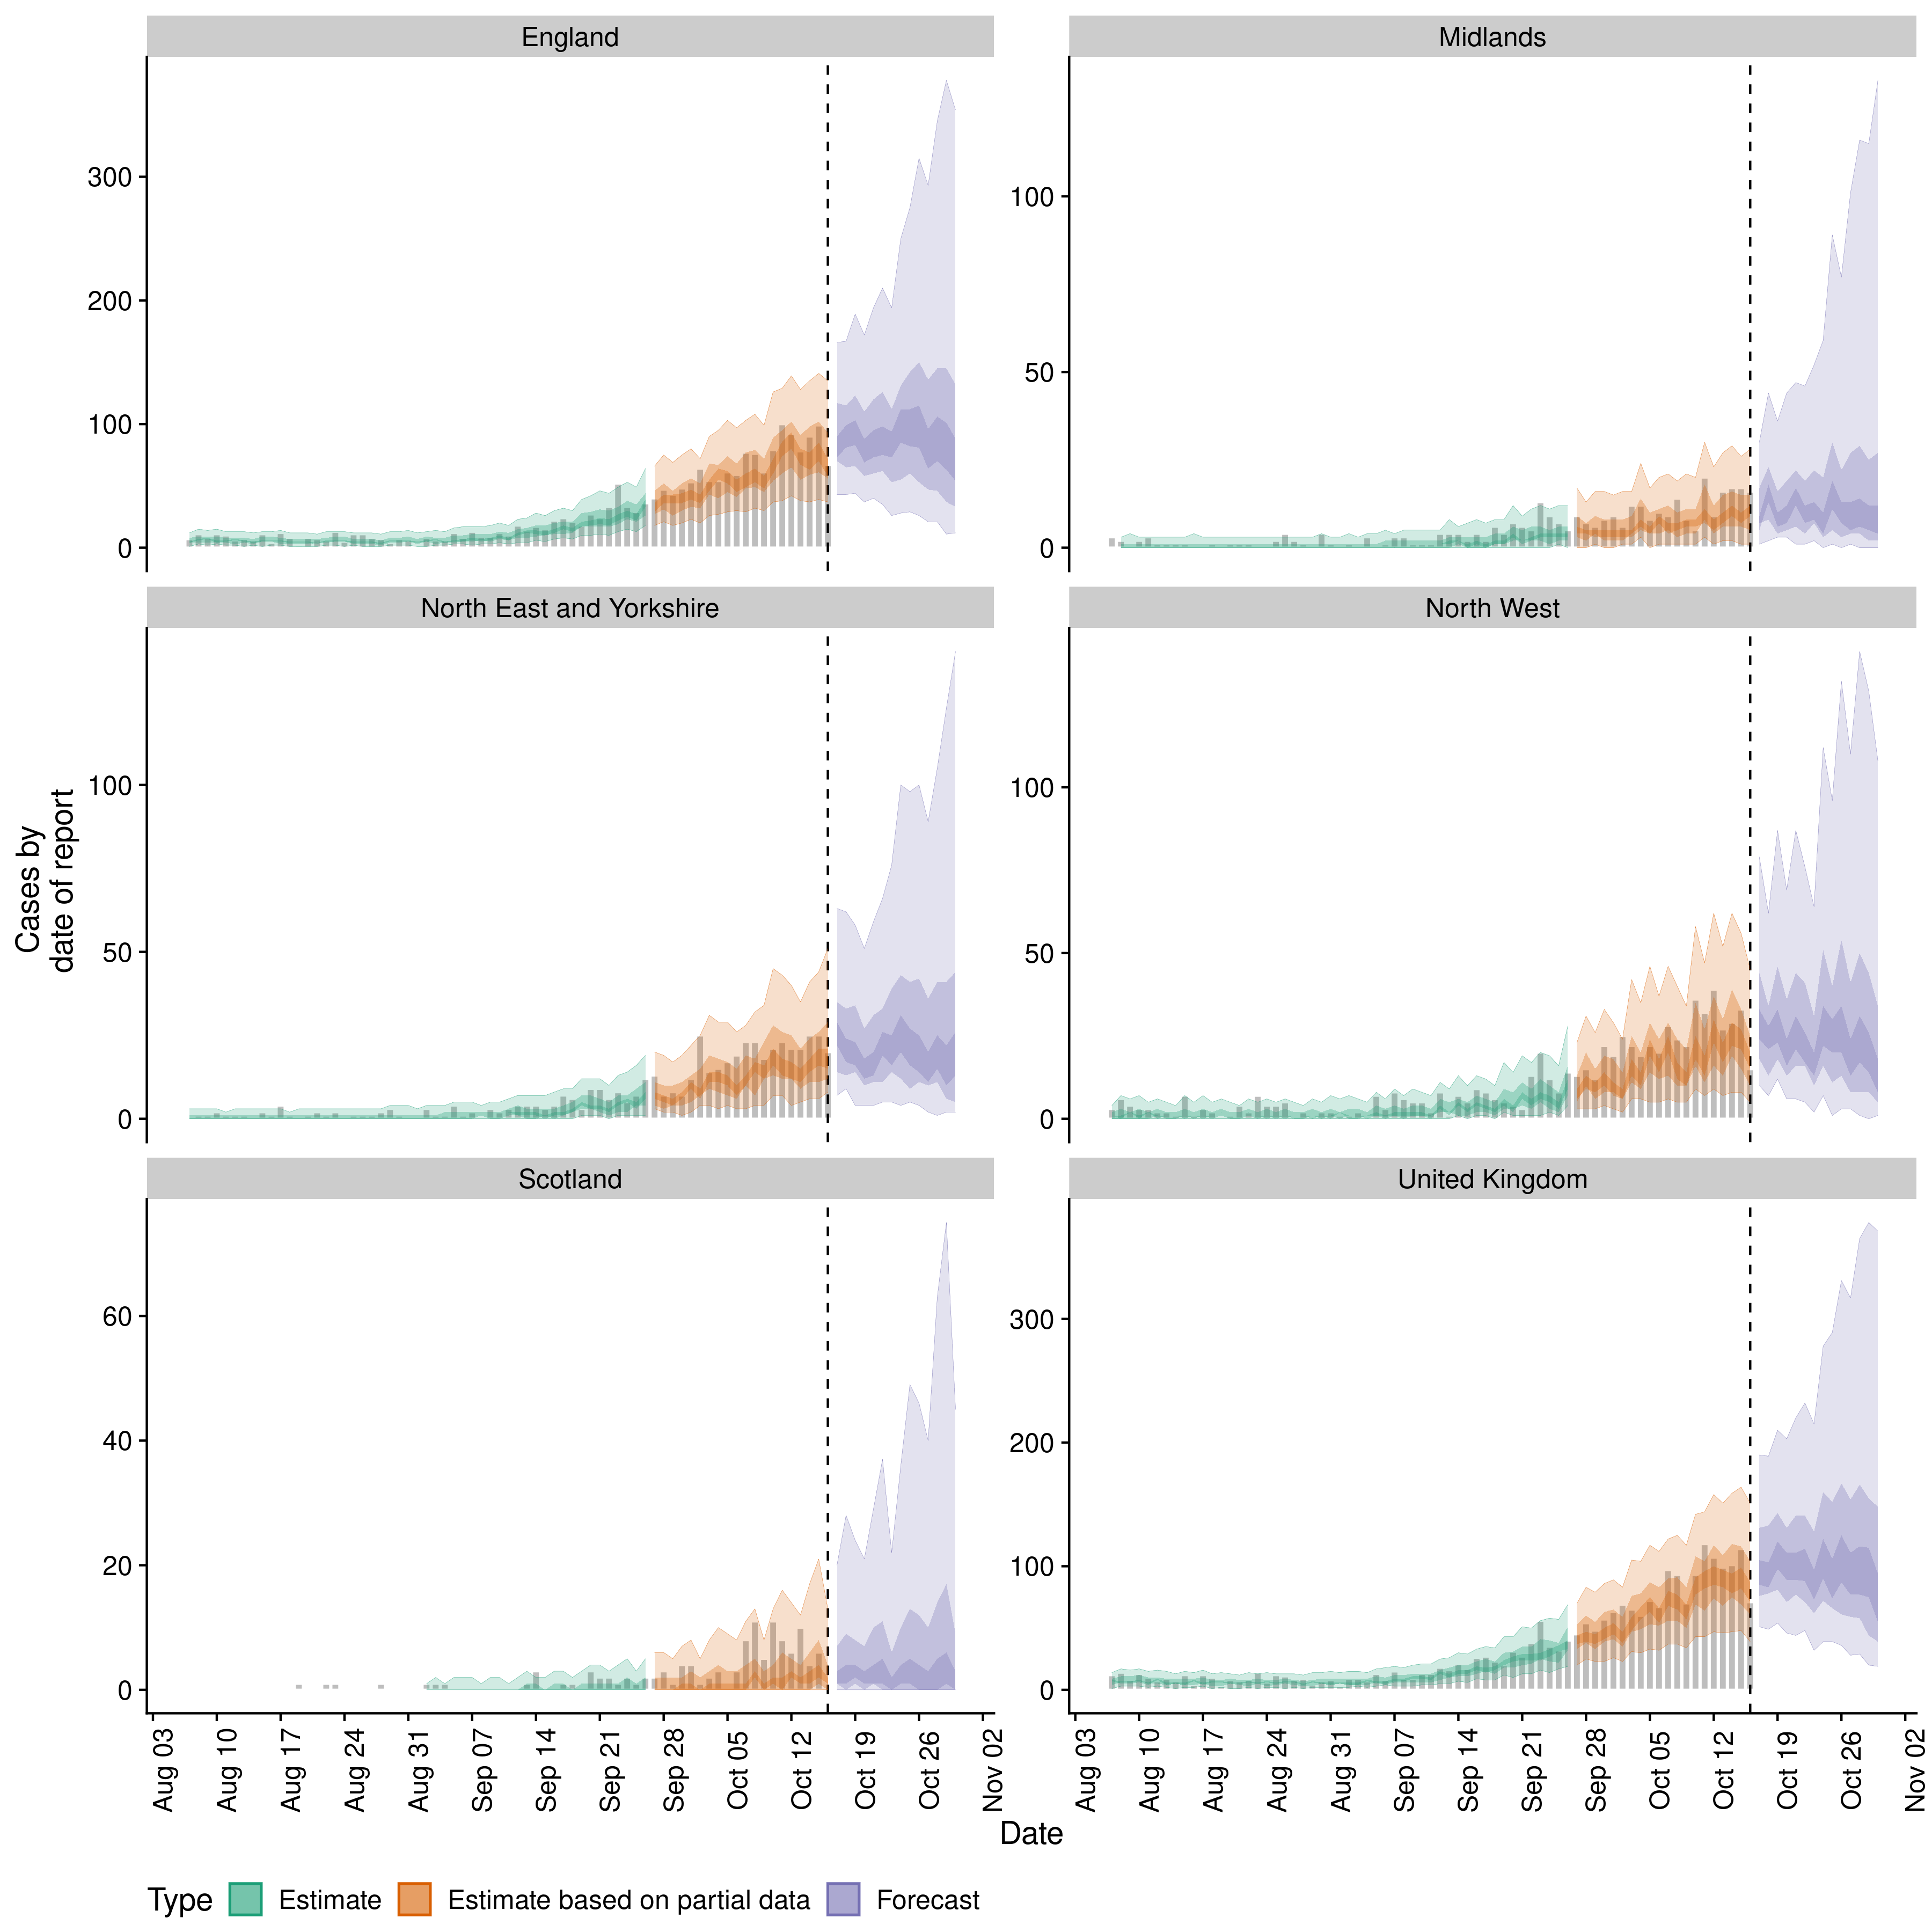 England
Midlands
300
200
100
0
100
50
0
North East and Yorkshire
North West
100
50
0
100
50
0
Cases by
date of report
Scotland
United Kingdom
60
40
20
0
300
200
100
0
Aug 03
Aug 10
Aug 17
Aug 24
Aug 31
Sep 07
Sep 14
Sep 21
Sep 28
Oct 05
Oct 12
Oct 19
Oct 26
Nov 02
Aug 03
Aug 10
Aug 17
Aug 24
Aug 31
Sep 07
Sep 14
Sep 21
Sep 28
Oct 05
Oct 12
Oct 19
Oct 26
Nov 02
Date
Type Estimate Estimate based on partial data Forecast